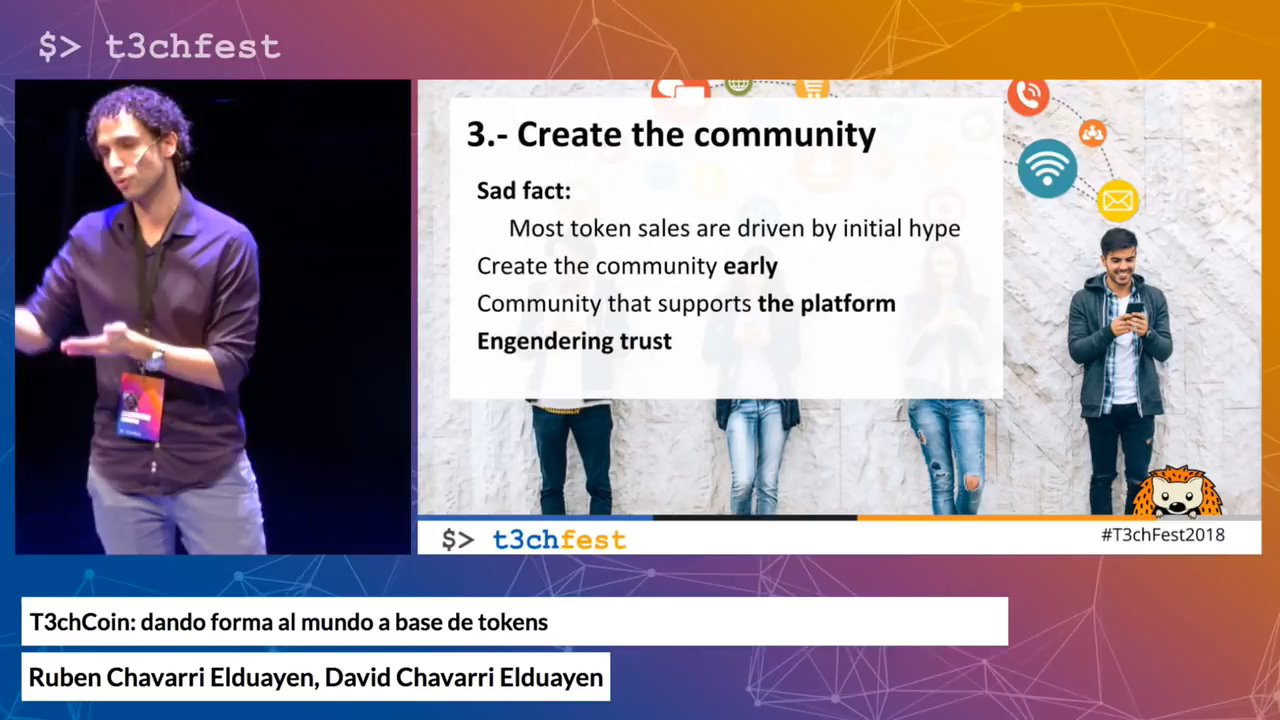 $> t3chfest
3.- Create the community
Sad fact:
Most token sales are driven by initial hype
Create the community early
Community that supports the platform
Engendering trust
$> t3chfest
#T3chFest2018
T3chCoin: dando forma al mundo a base de tokens
Ruben Chavarri Elduayen, David Chavarri Elduayen